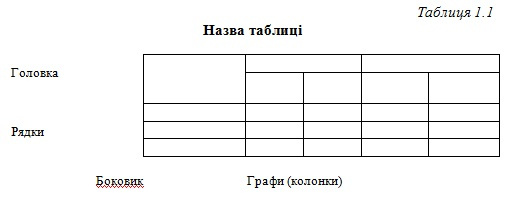 Таблиця 1.1
Назва таблиці
Головка
Рядки
Боковик Графи (колонки)